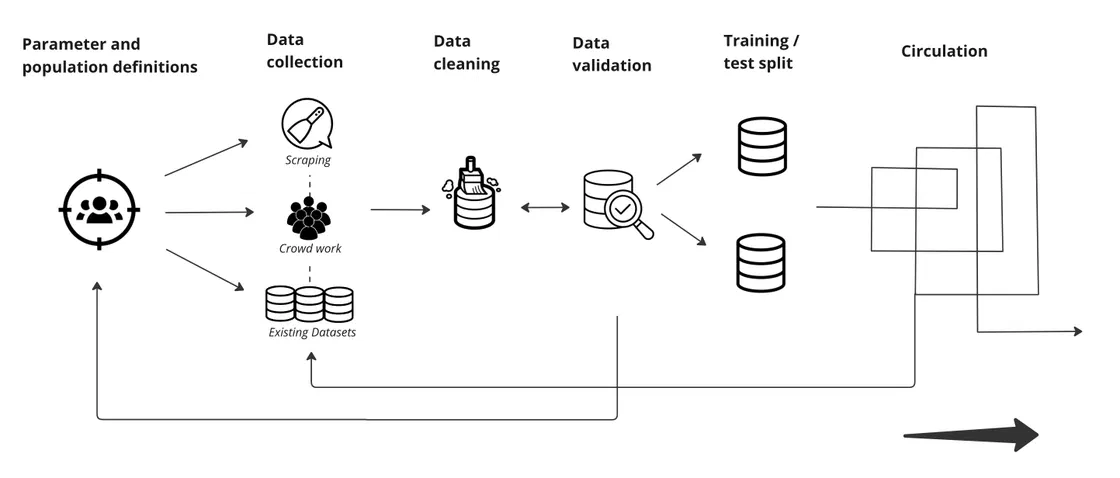 Parameter and
population definitions
Data
collection
Data
cleaning
Data
validation
Training /
test split
Circulation
Scraping
Crowd work
Existing Datasets